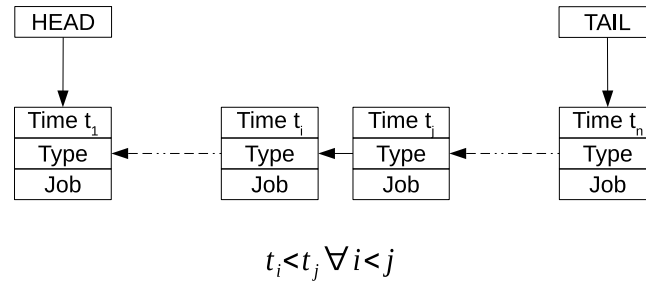 HEAD TAIL
Time t₁ Time tᵢ Time tⱼ Time tₙ
Type Type Type Type
Job Job Job Job
tᵢ<tⱼ∀i<j